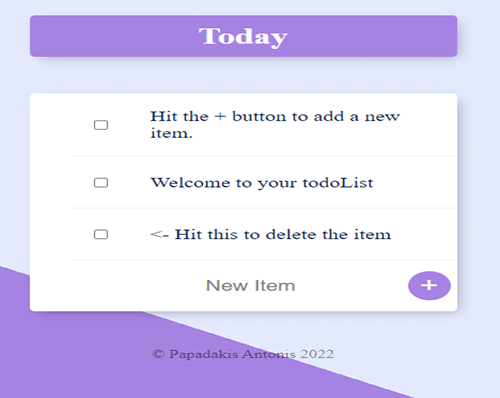 Today
Hit the + button to add a new
item.
Welcome to your todoList
<- Hit this to delete the item
New Item
+
© Papadakis Antonis 2022